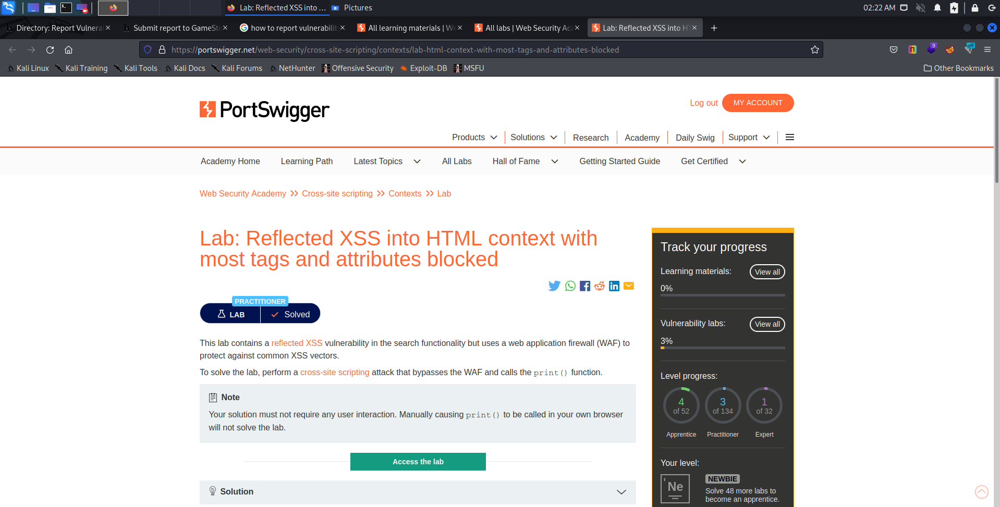 Lab: Reflected XSS into ...
Pictures
02:22 AM
Directory: Report Vulnera
Submit report to GameSto
how to report vulnerabilit
All learning materials | We
All labs | Web Security Aca
Lab: Reflected XSS into HT
https://portswigger.net/web-security/cross-site-scripting/contexts/lab-html-context-with-most-tags-and-attributes-blocked
9
off
Kali Linux
Kali Training
Kali Tools
Kali Docs
Kali Forums
NetHunter
Offensive Security
Exploit-DB
MSFU
Other Bookmarks
PortSwigger
Log out
MY ACCOUNT
Products
Solutions
Research
Academy
Daily Swig
Support
Academy Home
Learning Path
Latest Topics
All Labs
Hall of Fame
Getting Started Guide
Get Certified
Web Security Academy
Cross-site scripting
Contexts
Lab
Lab: Reflected XSS into HTML context with
most tags and attributes blocked
PRACTITIONER
LAB
Solved
This lab contains a reflected XSS vulnerability in the search functionality but uses a web application firewall (WAF) to
protect against common XSS vectors.
To solve the lab, perform a cross-site scripting attack that bypasses the WAF and calls the print() function.
Note
Your solution must not require any user interaction. Manually causing print() to be called in your own browser
will not solve the lab.
Access the lab
Solution
Track your progress
Learning materials:
View all
0%
Vulnerability labs:
View all
3%
Level progress:
4
of 52
Apprentice
3
of 134
Practitioner
1
of 32
Expert
Your level:
Ne
NEWBIE
Solve 48 more labs to
become an apprentice.